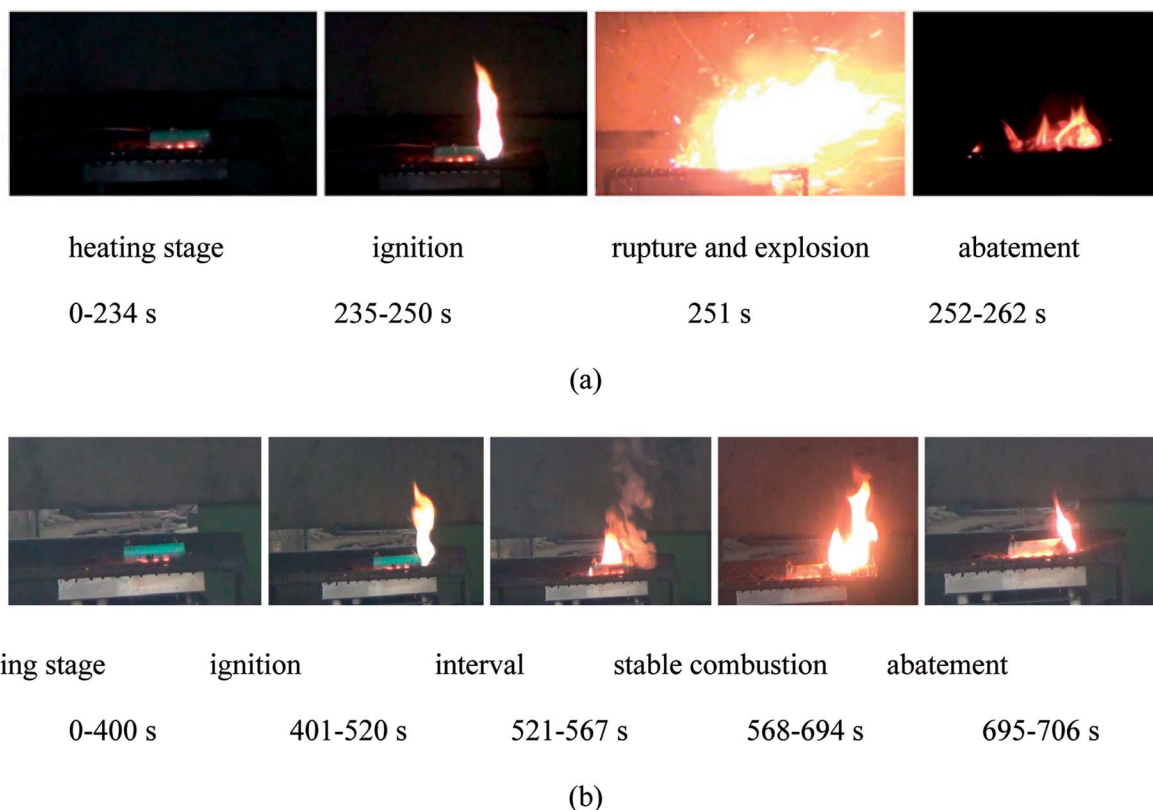 heating stage ignition rupture and explosion abatement
0-234 s 235-250 s 251 s 252-262 s
(a)
ing stage ignition interval stable combustion abatement
0-400 s 401-520 s 521-567 s 568-694 s 695-706 s
(b)